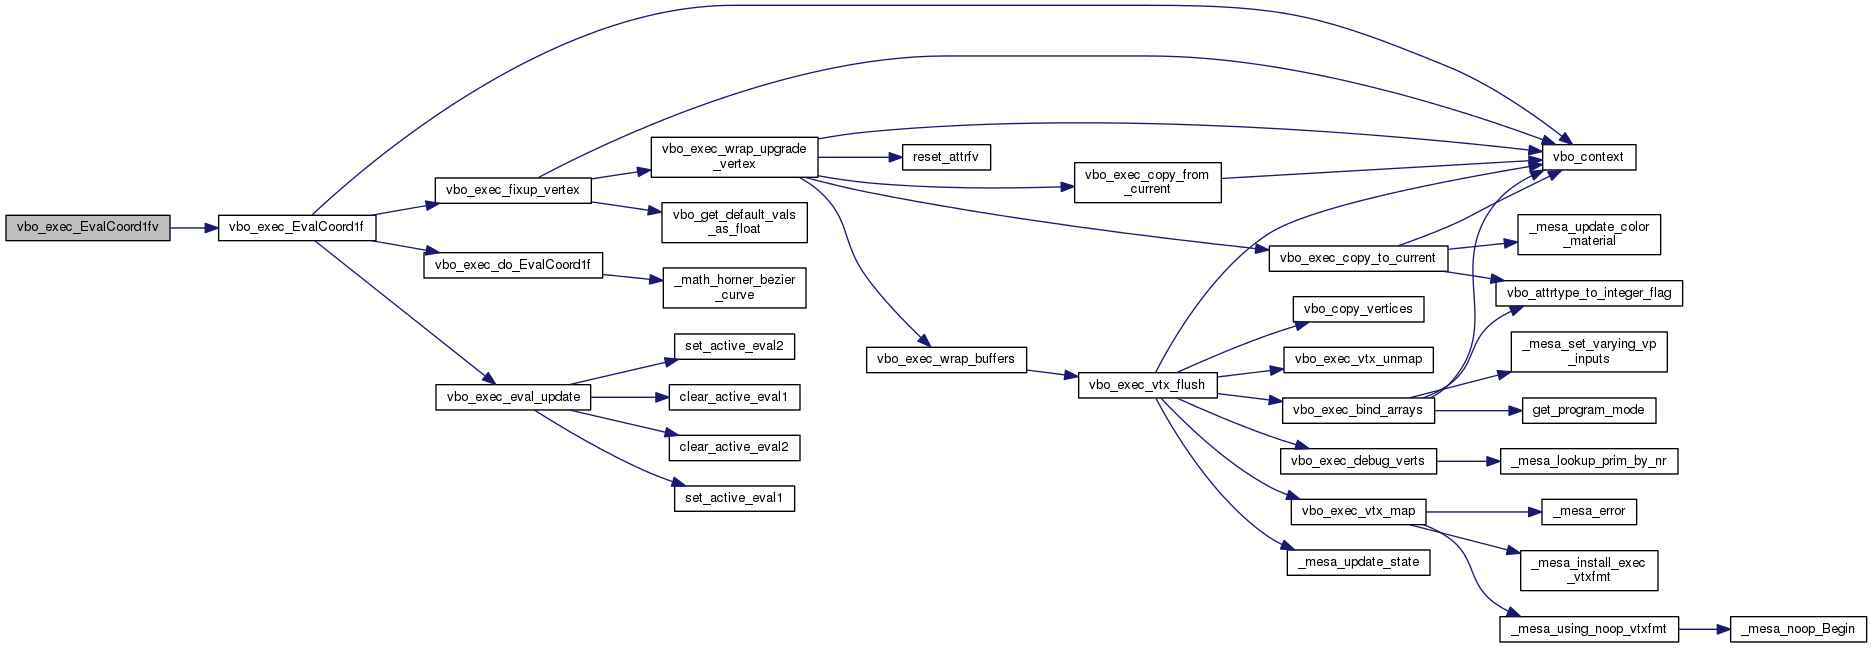 vbo_exec_EvalCoord1fv
vbo_exec_EvalCoord1f
vbo_exec_fixup_vertex
vbo_exec_do_EvalCoord1f
vbo_exec_eval_update
vbo_exec_wrap_upgrade
_vertex
vbo_get_default_vals
_as_float
_math_horner_bezier
_curve
set_active_eval2
clear_active_eval1
clear_active_eval2
set_active_eval1
reset_attrfv
vbo_exec_wrap_buffers
vbo_exec_copy_from
_current
vbo_exec_vtx_flush
vbo_exec_copy_to_current
vbo_copy_vertices
vbo_exec_vtx_unmap
vbo_exec_bind_arrays
vbo_exec_debug_verts
vbo_exec_vtx_map
_mesa_update_state
vbo_context
_mesa_update_color
_material
vbo_attrtype_to_integer_flag
_mesa_set_varying_vp
_inputs
get_program_mode
_mesa_lookup_prim_by_nr
_mesa_error
_mesa_install_exec
_vtxfmt
_mesa_using_noop_vtxfmt
_mesa_noop_Begin